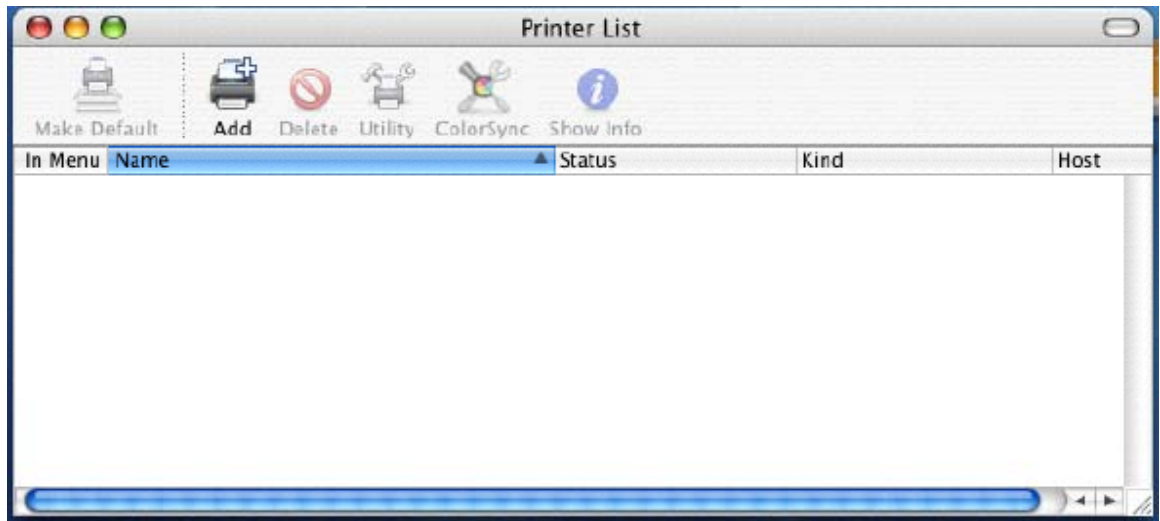 Printer List
Make Default Add Delete Utility ColorSync Show Info
In Menu Name Status Kind Host